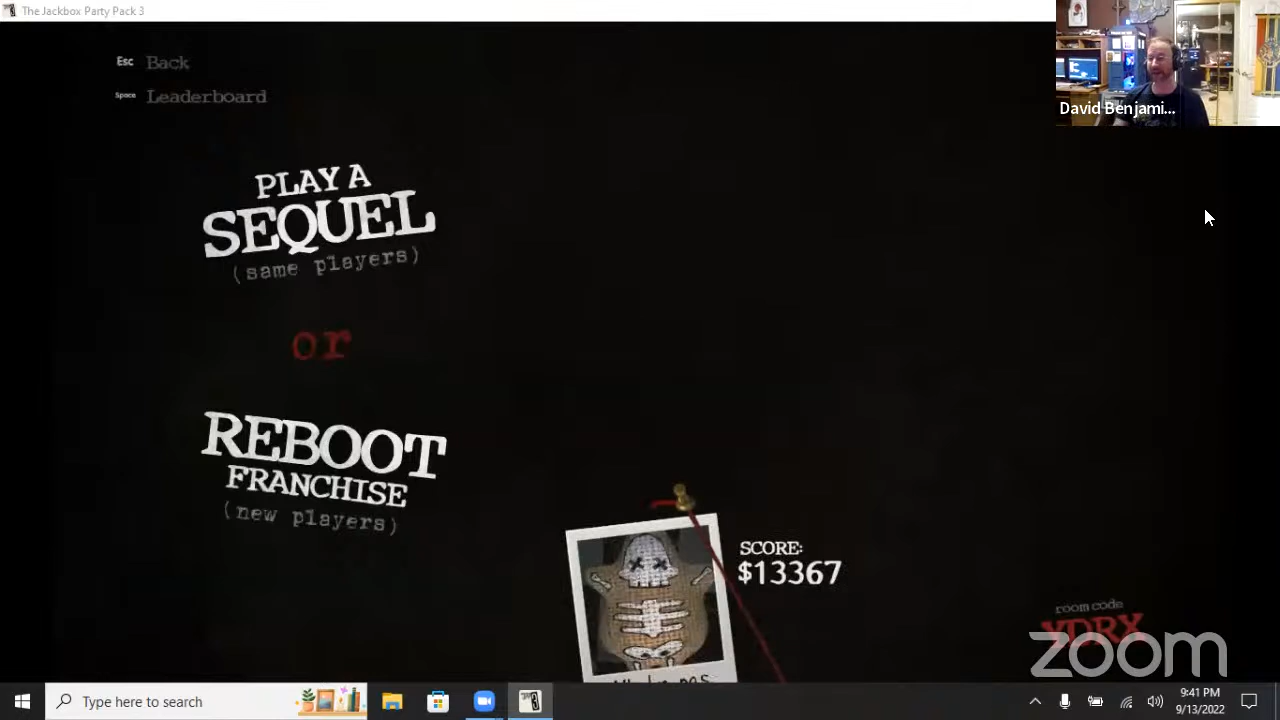 The Jackbox Party Pack 3
Esc Back
Space Leaderboard
David Benjami...
PLAY A
SEQUEL
(same players)
or
REBOOT
FRANCHISE
(new players)
SCORE:
$13367
room code
YDRX
zoom
Type here to search
9:41 PM
9/13/2022